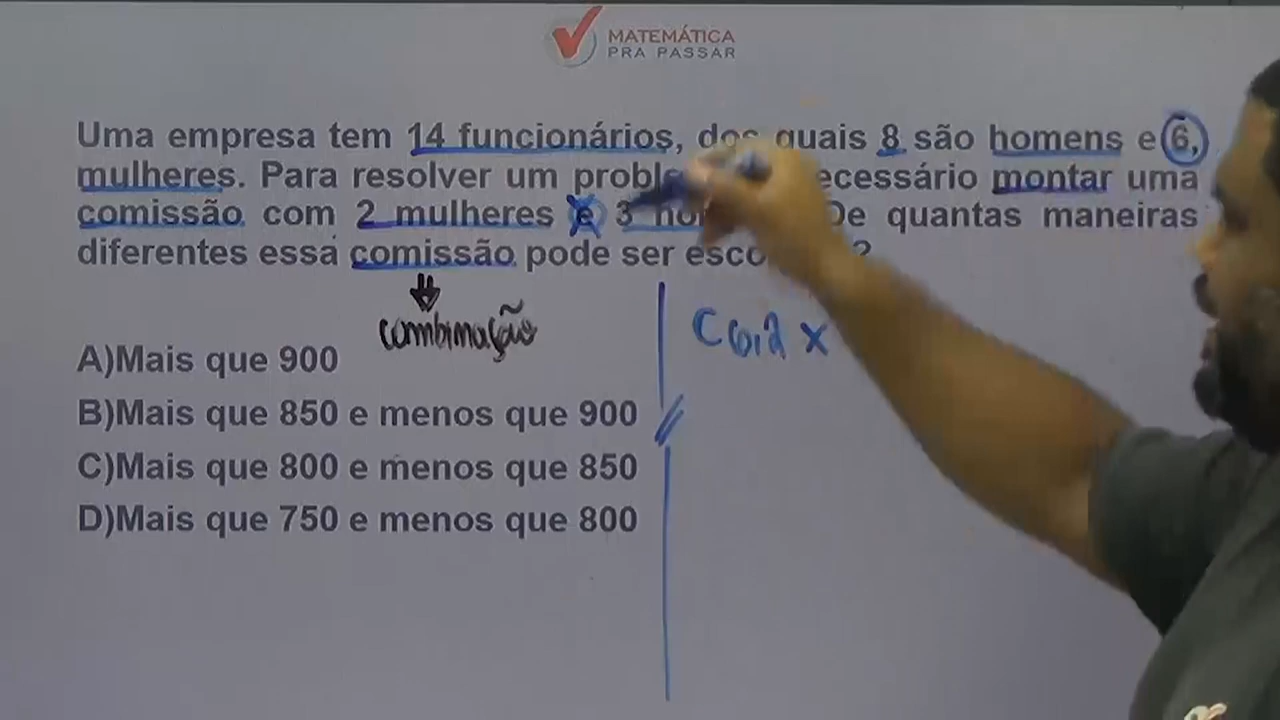 MATEMÁTICA
PRA PASSAR
Uma empresa tem 14 funcionários, dos quais 8 são homens e 6,
mulheres. Para resolver um necessário montar uma
comissão com 2 mulheres e 3 De quantas maneiras
diferentes essa comissão pode ser ?
combinação
C6,2 x
A)Mais que 900
B)Mais que 850 e menos que 900
C)Mais que 800 e menos que 850
D)Mais que 750 e menos que 800